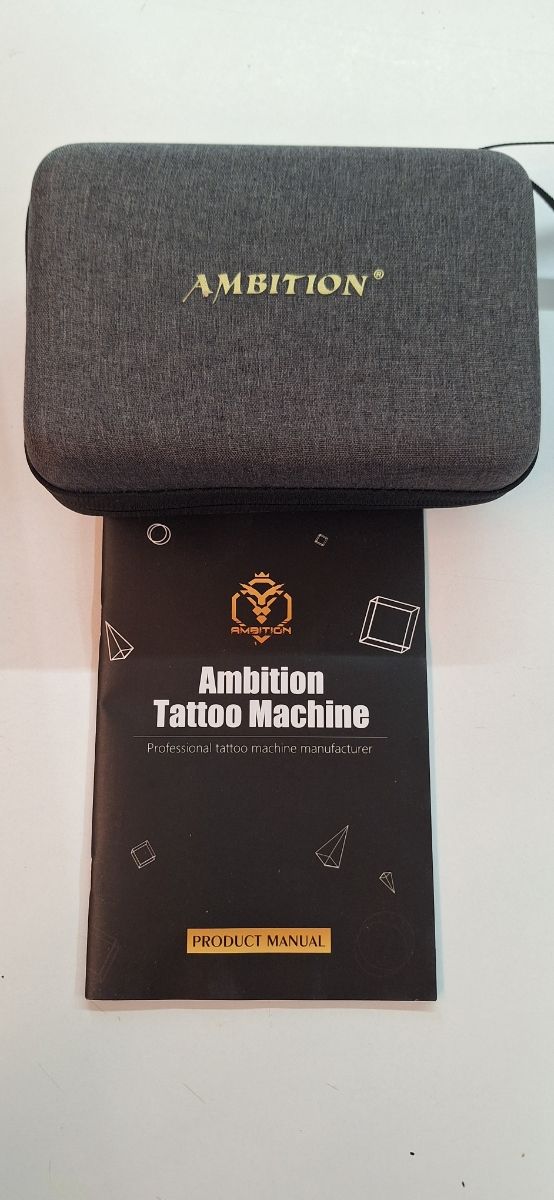 AMBITION®
AMBITION
Ambition
Tattoo Machine
Professional tattoo machine manufacturer
PRODUCT MANUAL